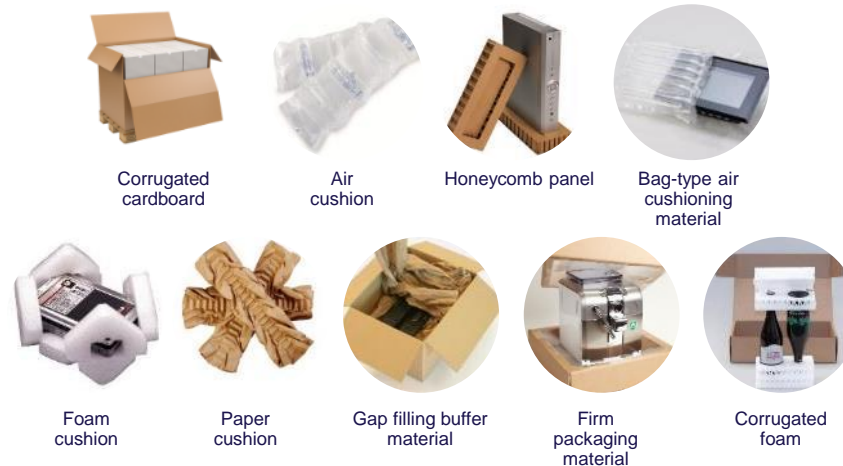 Corrugated
cardboard
Air
cushion
Honeycomb panel
Bag-type air
cushioning
material
Foam
cushion
Paper
cushion
Gap filling buffer
material
Firm
packaging
material
Corrugated
foam